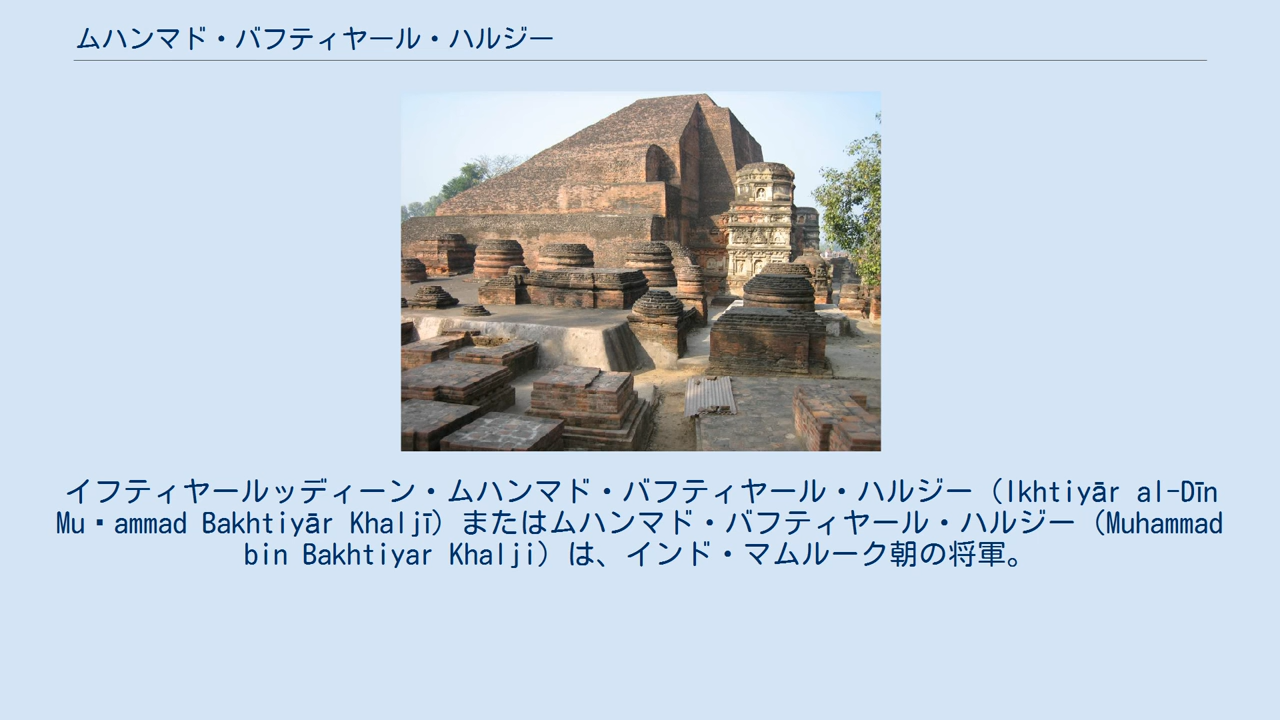 ムハンマド・バフティヤール・ハルジー
イフティヤールッディーン・ムハンマド・バフティヤール・ハルジー（Ikhtiyār al-Dīn
Mu▪ammad Bakhtiyār Khaljī）またはムハンマド・バフティヤール・ハルジー（Muhammad
bin Bakhtiyar Khalji）は、インド・マムルーク朝の将軍。